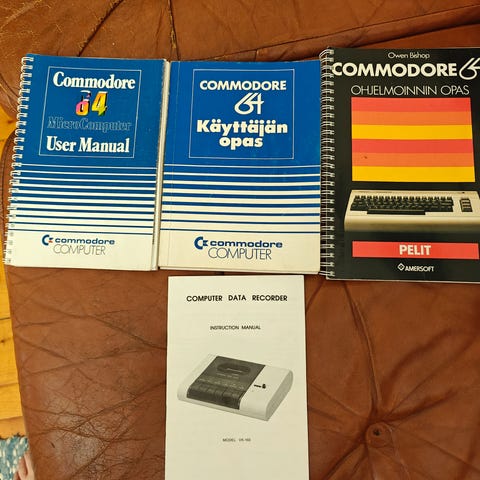 Commodore
64
MicroComputer
User Manual
commodore
COMPUTER
COMMODORE
64
Käyttäjän
opas
commodore
COMPUTER
Owen Bishop
COMMODORE 64
OHJELMOINNIN OPAS
PELIT
AMERSOFT
COMPUTER DATA RECORDER
INSTRUCTION MANUAL